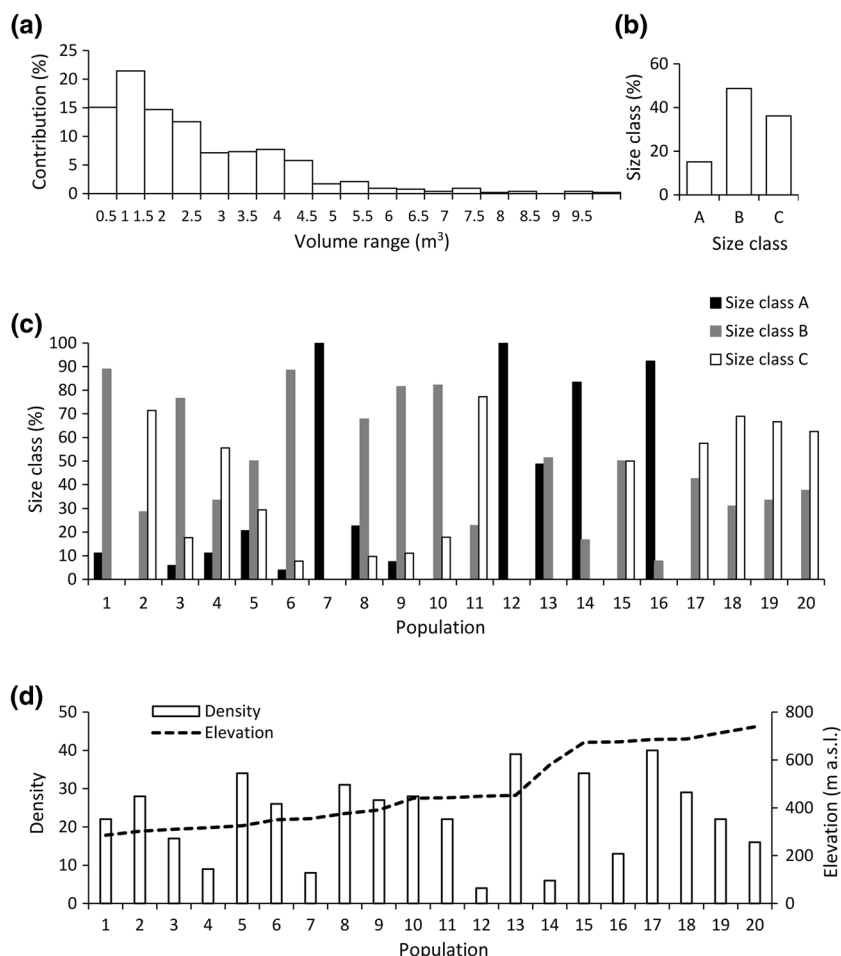 (a)
25
20
15
10
5
0
Contribution (%)
0.5 1 1.5 2 2.5 3 3.5 4 4.5 5 5.5 6 6.5 7 7.5 8 8.5 9 9.5
Volume range (m³)
(b)
60
40
20
0
Size class (%)
A B C
Size class
(c)
Size class A
Size class B
Size class C
100
90
80
70
60
50
40
30
20
10
0
Size class (%)
1 2 3 4 5 6 7 8 9 10 11 12 13 14 15 16 17 18 19 20
Population
(d)
Density
Elevation
50
40
30
20
10
0
Density
800
600
400
200
0
Elevation (m a.s.l.)
1 2 3 4 5 6 7 8 9 10 11 12 13 14 15 16 17 18 19 20
Population